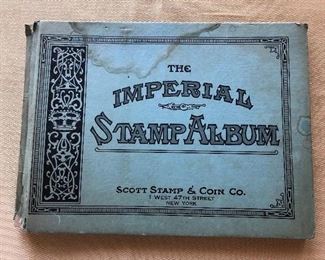 THE
IMPERIAL
STAMP ALBUM
SCOTT STAMP & COIN CO.
1 WEST 47TH STREET
NEW YORK